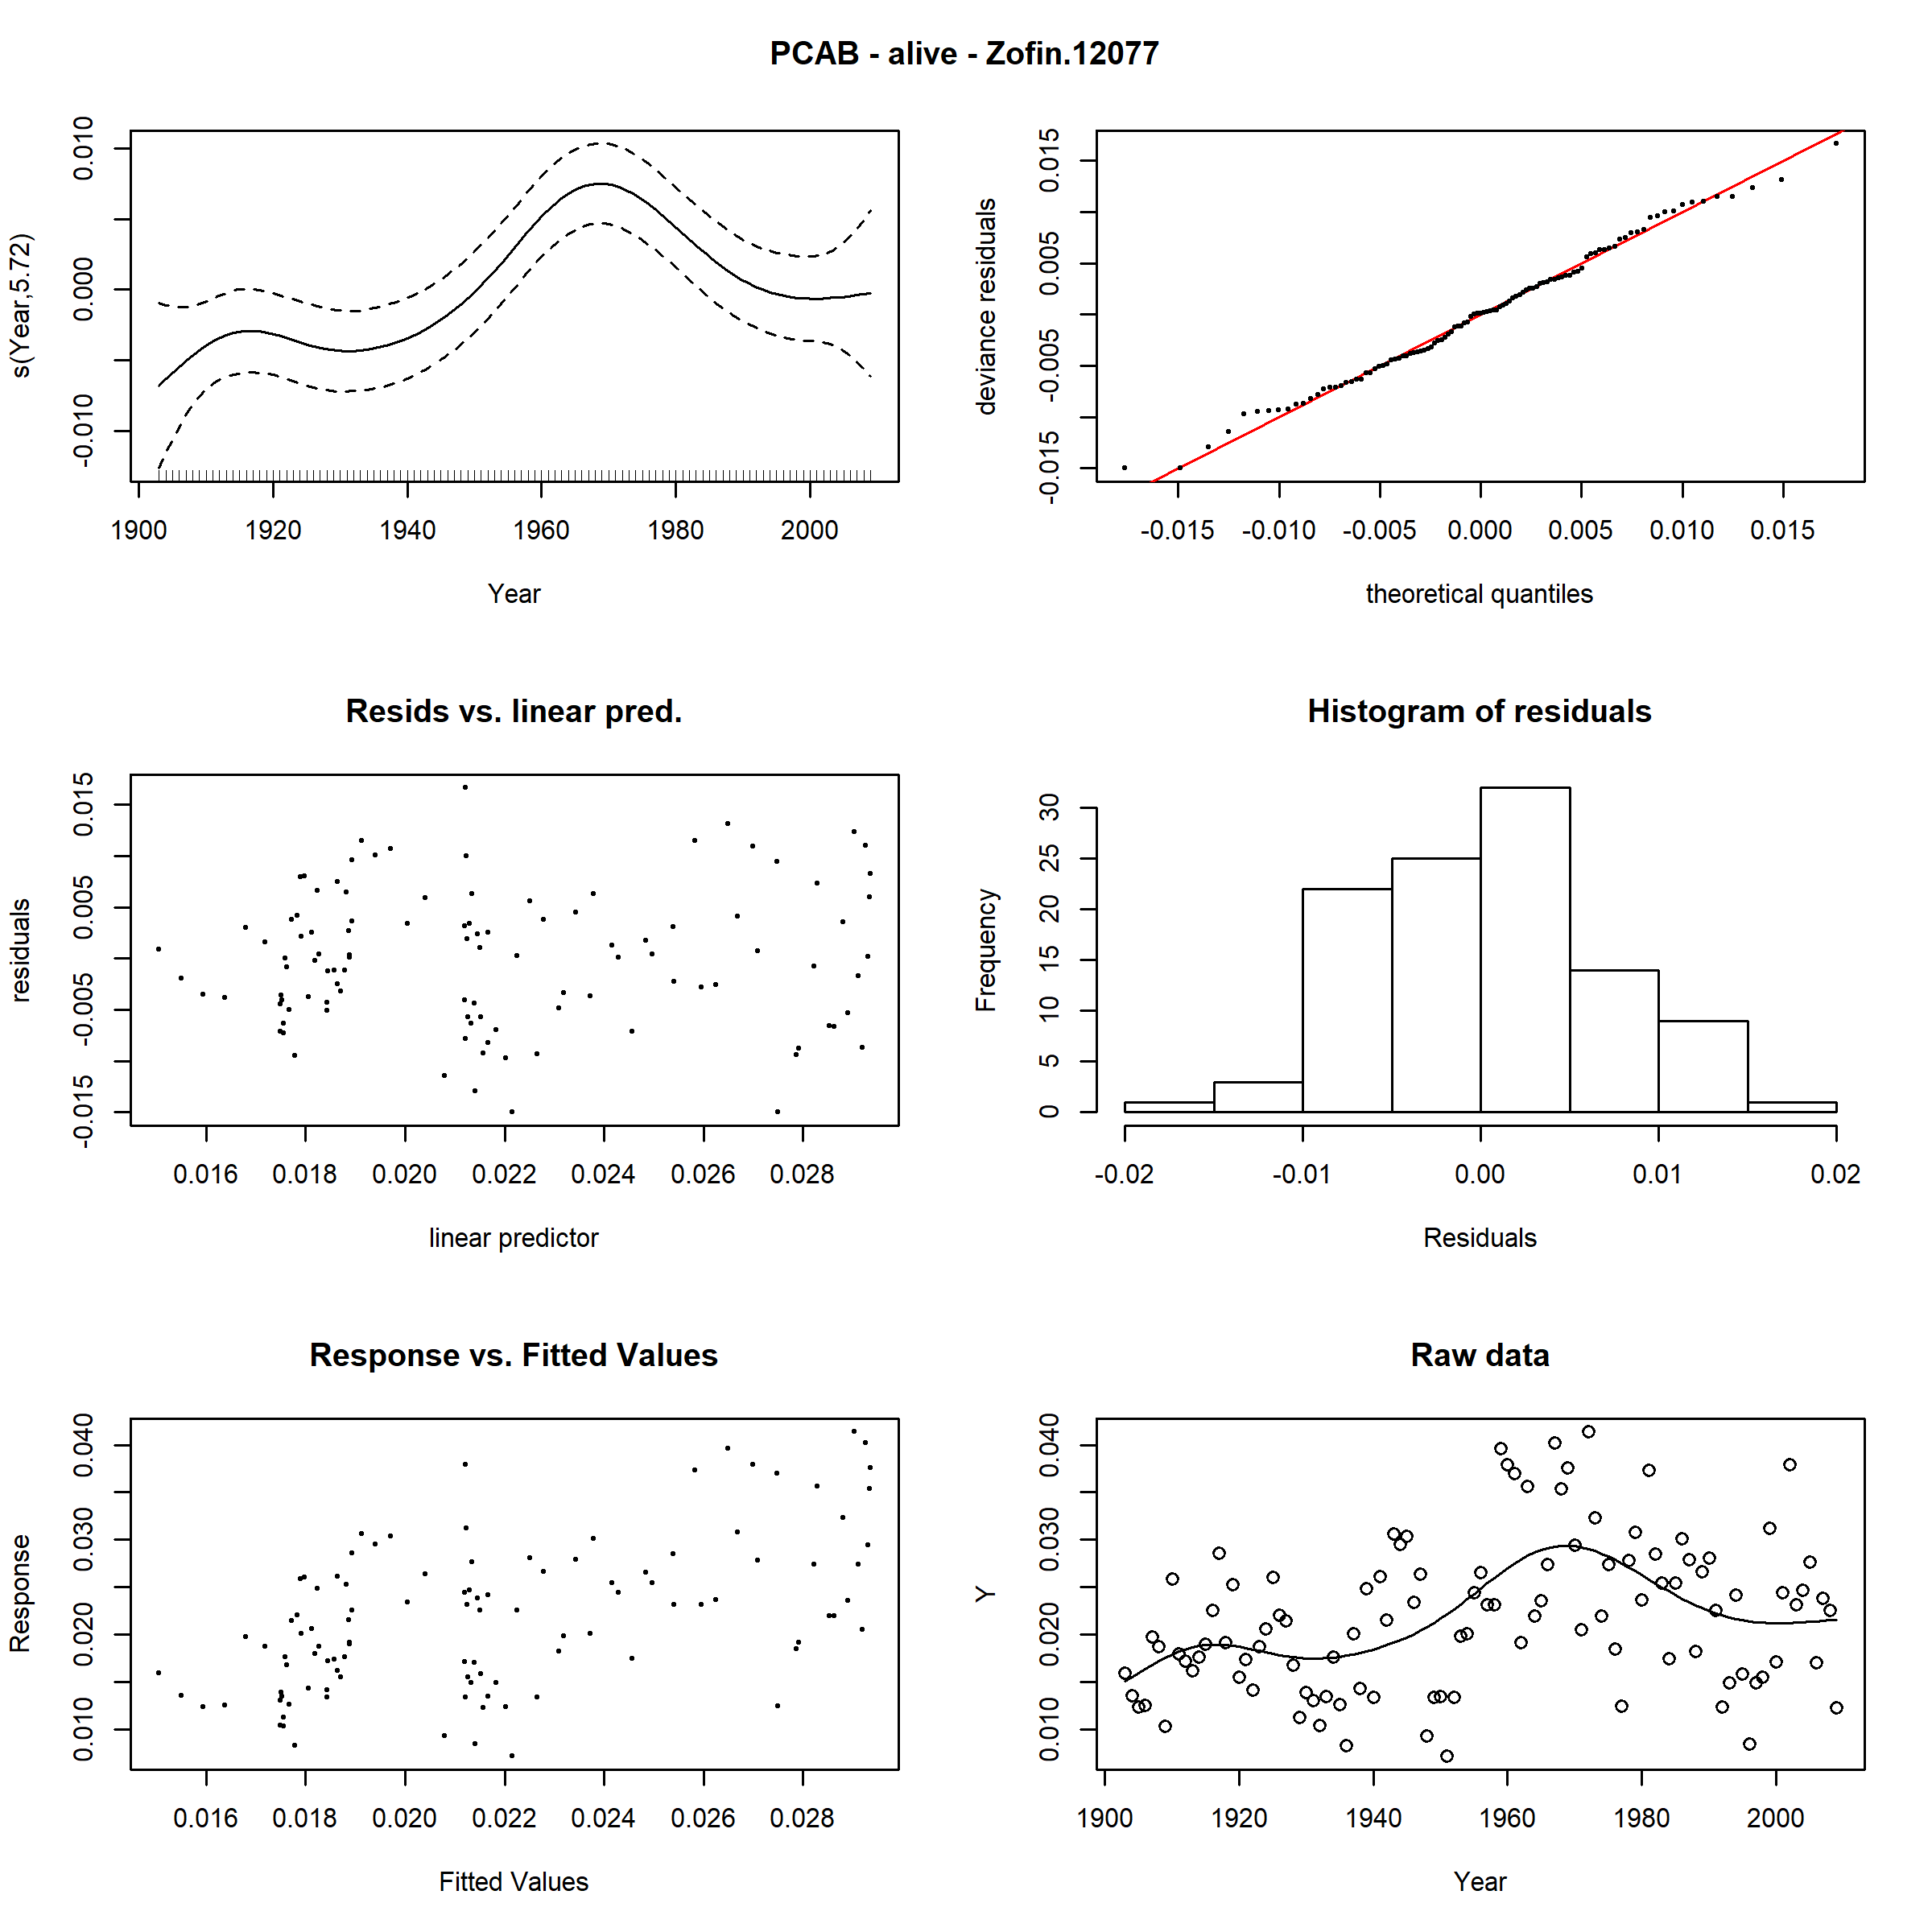 PCAB - alive - Zofin.12077
s(Year,5.72)
-0.010 0.000 0.010
1900 1920 1940 1960 1980 2000
Year
deviance residuals
-0.015 -0.005 0.005 0.015
-0.015 -0.010 -0.005 0.000 0.005 0.010 0.015
theoretical quantiles
Resids vs. linear pred.
residuals
-0.015 -0.005 0.005 0.015
0.016 0.018 0.020 0.022 0.024 0.026 0.028
linear predictor
Histogram of residuals
Frequency
0 5 10 15 20 25 30
-0.02 -0.01 0.00 0.01 0.02
Residuals
Response vs. Fitted Values
Response
0.010 0.020 0.030 0.040
0.016 0.018 0.020 0.022 0.024 0.026 0.028
Fitted Values
Raw data
Y
0.010 0.020 0.030 0.040
1900 1920 1940 1960 1980 2000
Year